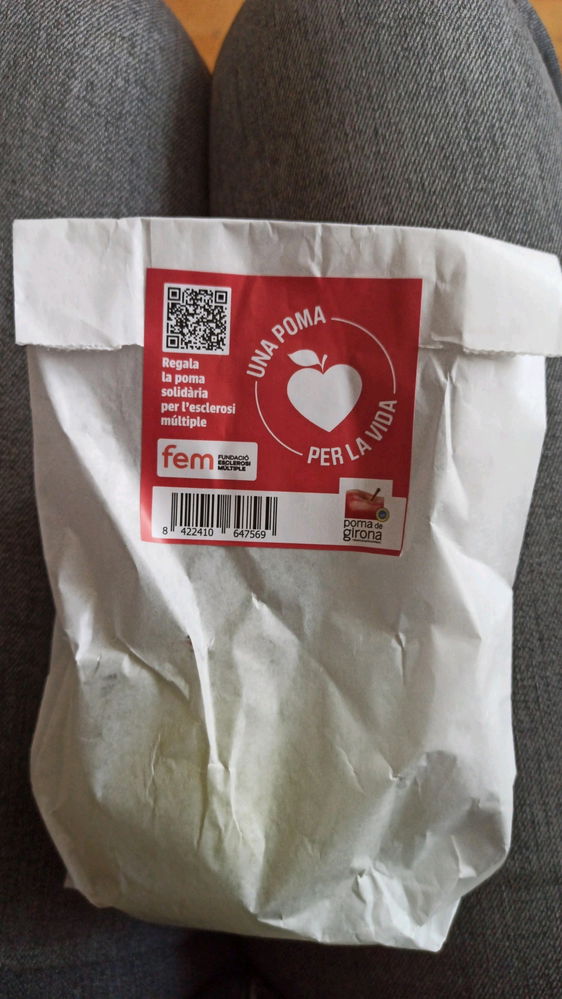 Regala
la poma
solidària
per l'esclerosi
múltiple
UNA POMA
PER LA VIDA
fem
FUNDACIÓ
ESCLEROSI
MÚLTIPLE
8 422410 647569
poma de
girona